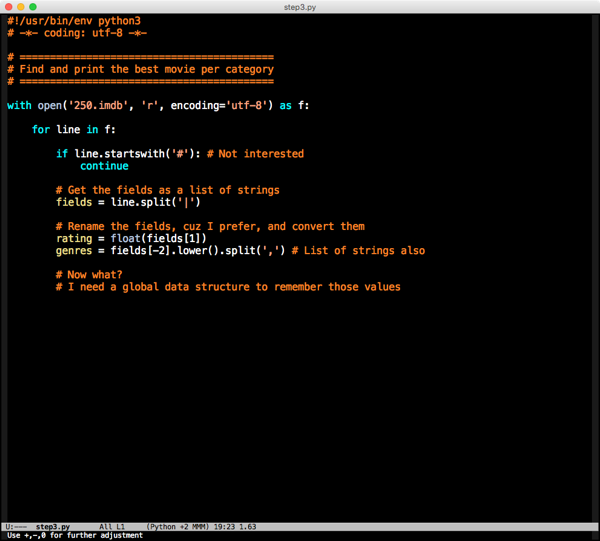 step3.py
#!/usr/bin/env python3
# -*- coding: utf-8 -*-
# ==========================================
# Find and print the best movie per category
# ==========================================
with open('250.imdb', 'r', encoding='utf-8') as f:
for line in f:
if line.startswith('#'): # Not interested
continue
# Get the fields as a list of strings
fields = line.split('|')
# Rename the fields, cuz I prefer, and convert them
rating = float(fields[1])
genres = fields[-2].lower().split(',') # List of strings also
# Now what?
# I need a global data structure to remember those values
U:--- step3.py All L1 (Python +2 MMM) 19:23 1.63
Use +,-,0 for further adjustment